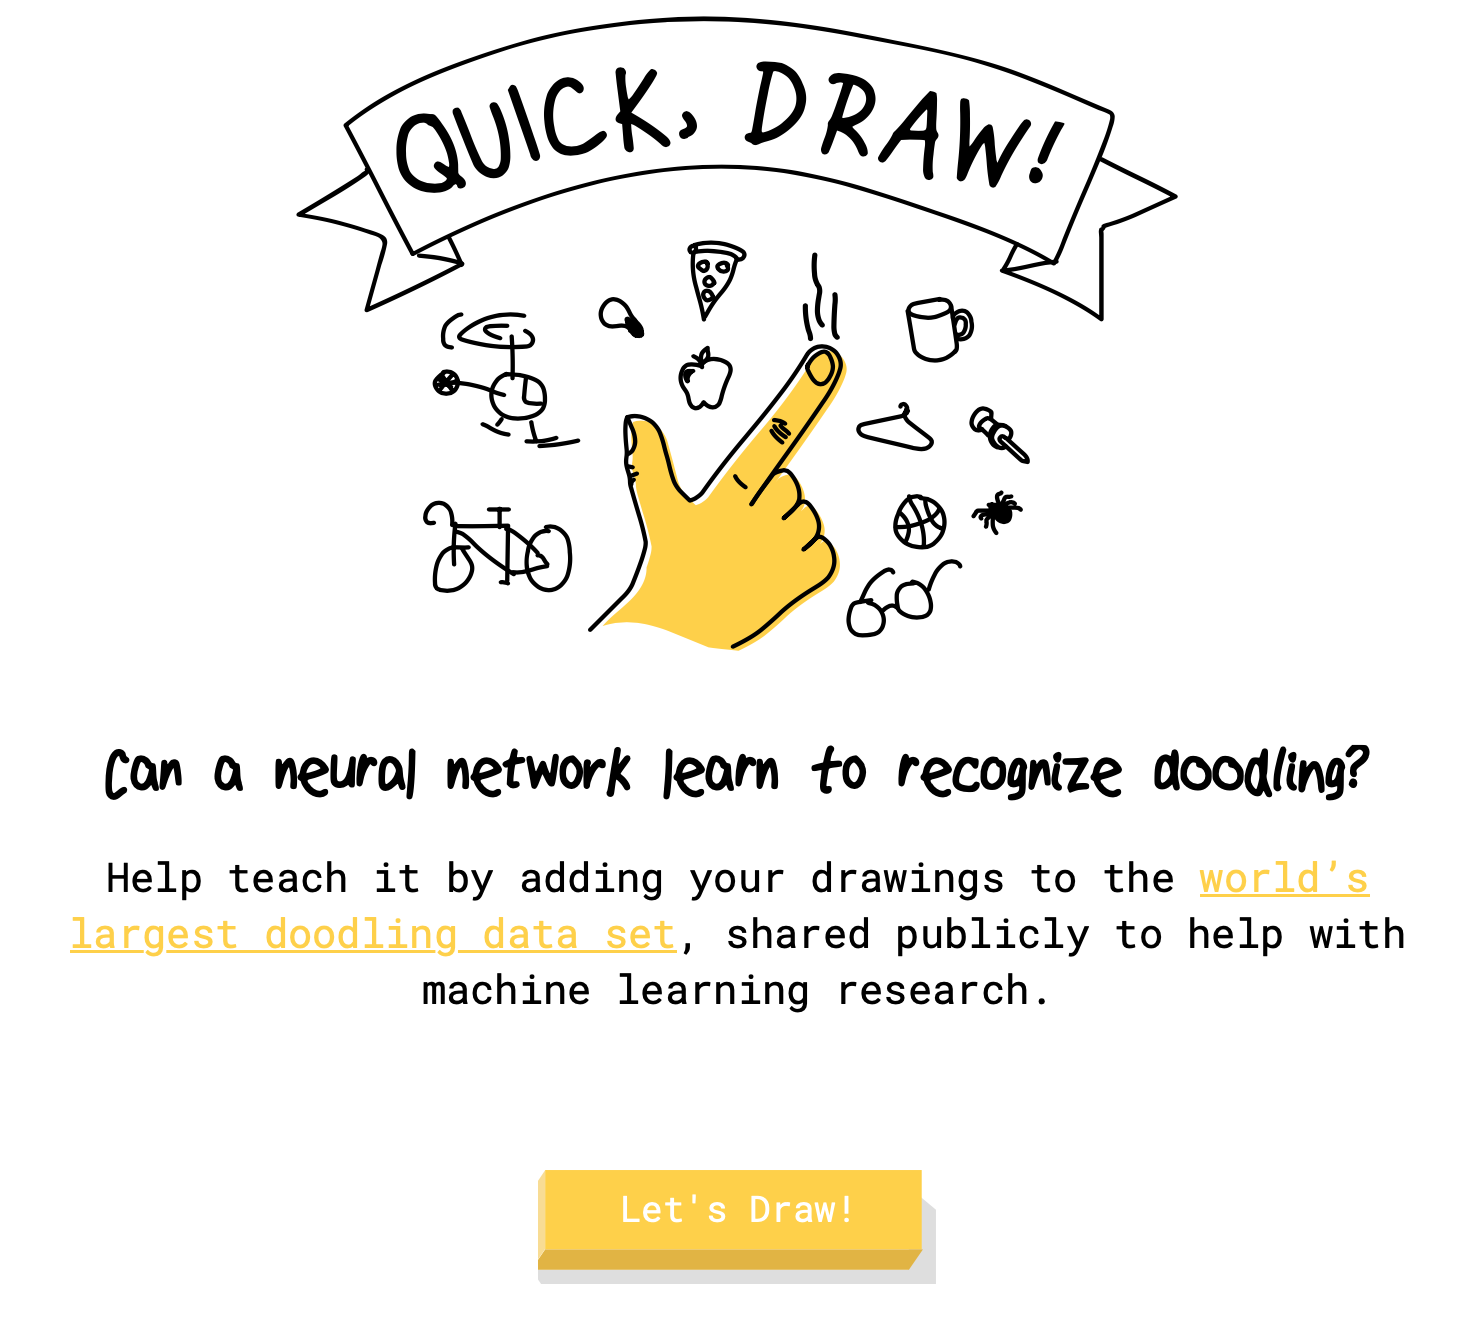 QUICK, DRAW!
Can a neural network learn to recognize doodling?
Help teach it by adding your drawings to the world’s
largest doodling data set, shared publicly to help with
machine learning research.
Let's Draw!